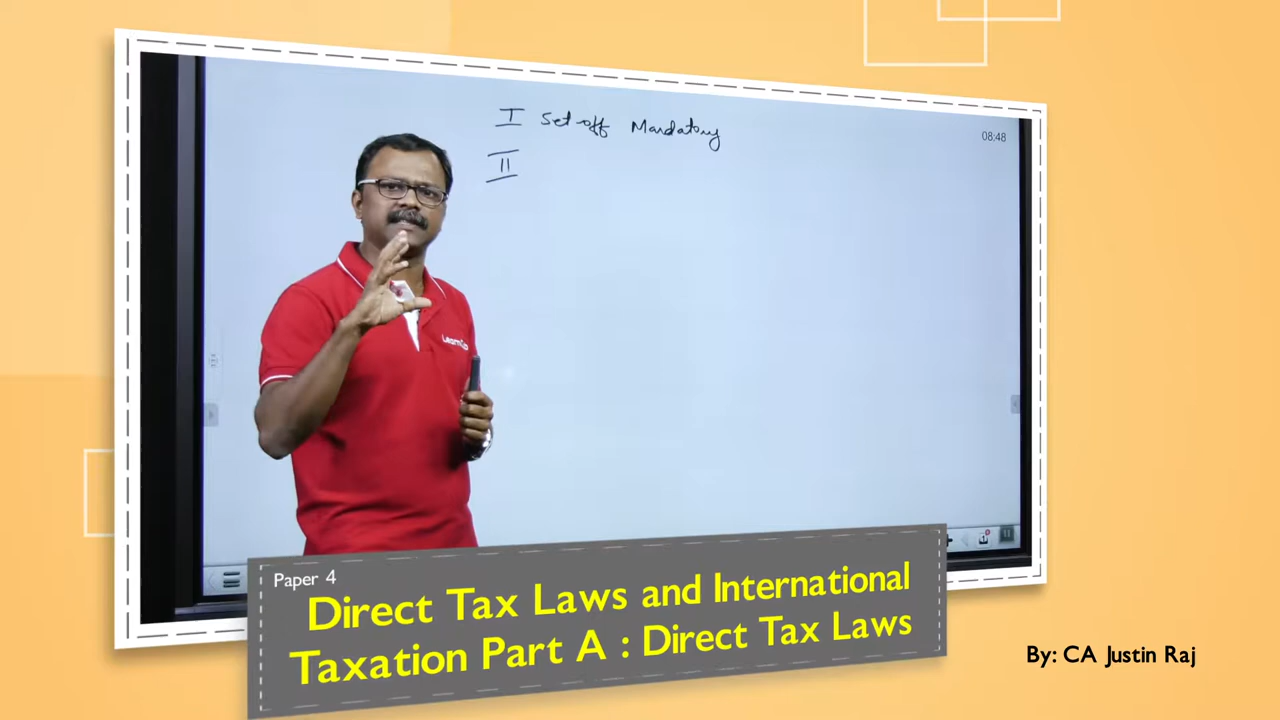 I Set-off Mandatory
II
08:48
Paper 4
Direct Tax Laws and International
Taxation Part A : Direct Tax Laws
By: CA Justin Raj